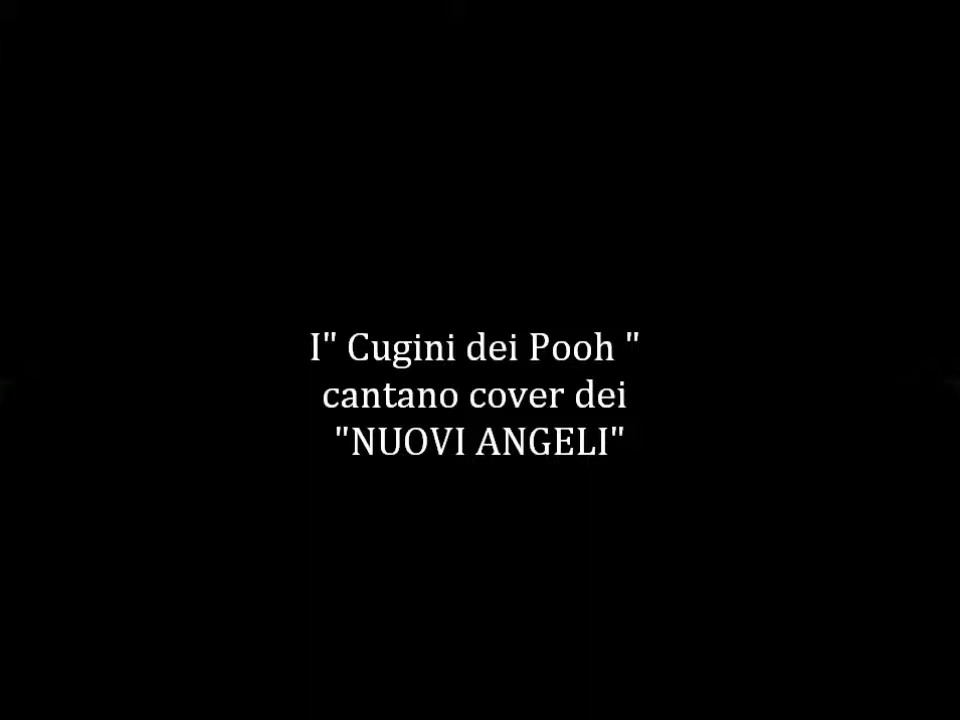 I" Cugini dei Pooh "
cantano cover dei
"NUOVI ANGELI"